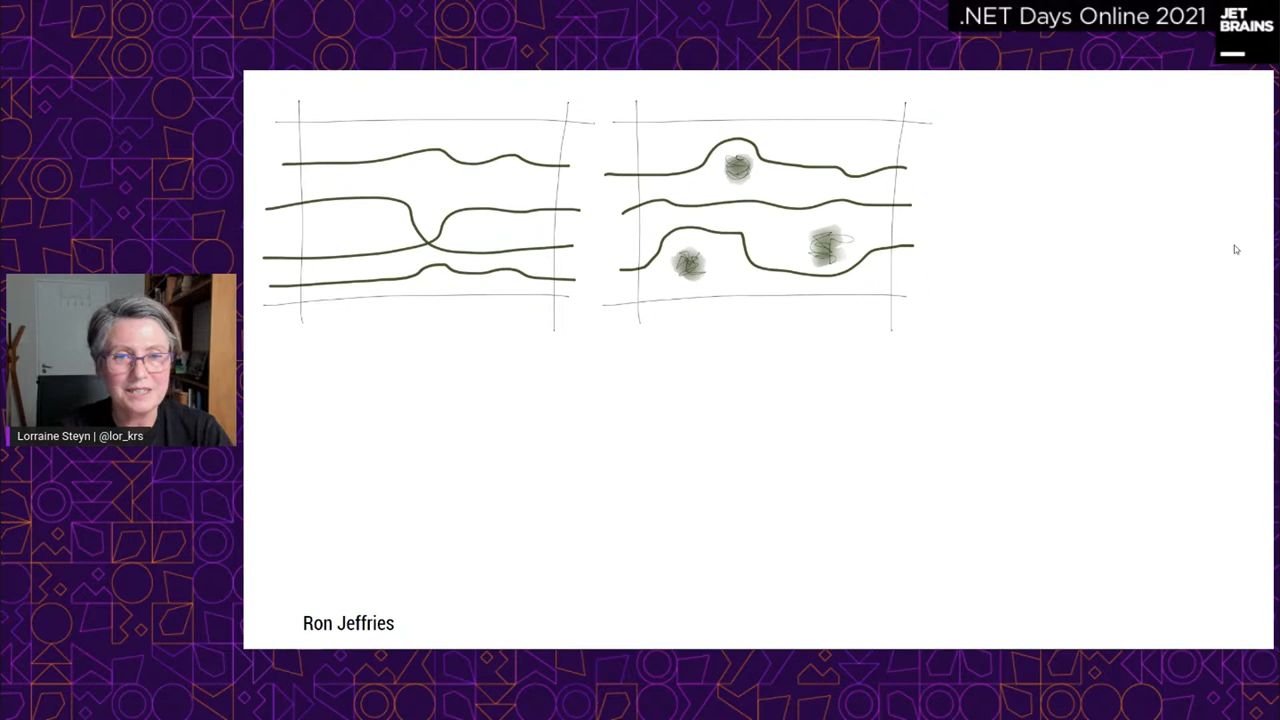 .NET Days Online 2021
JET
BRAINS
Lorraine Steyn | @lor_krs
Ron Jeffries